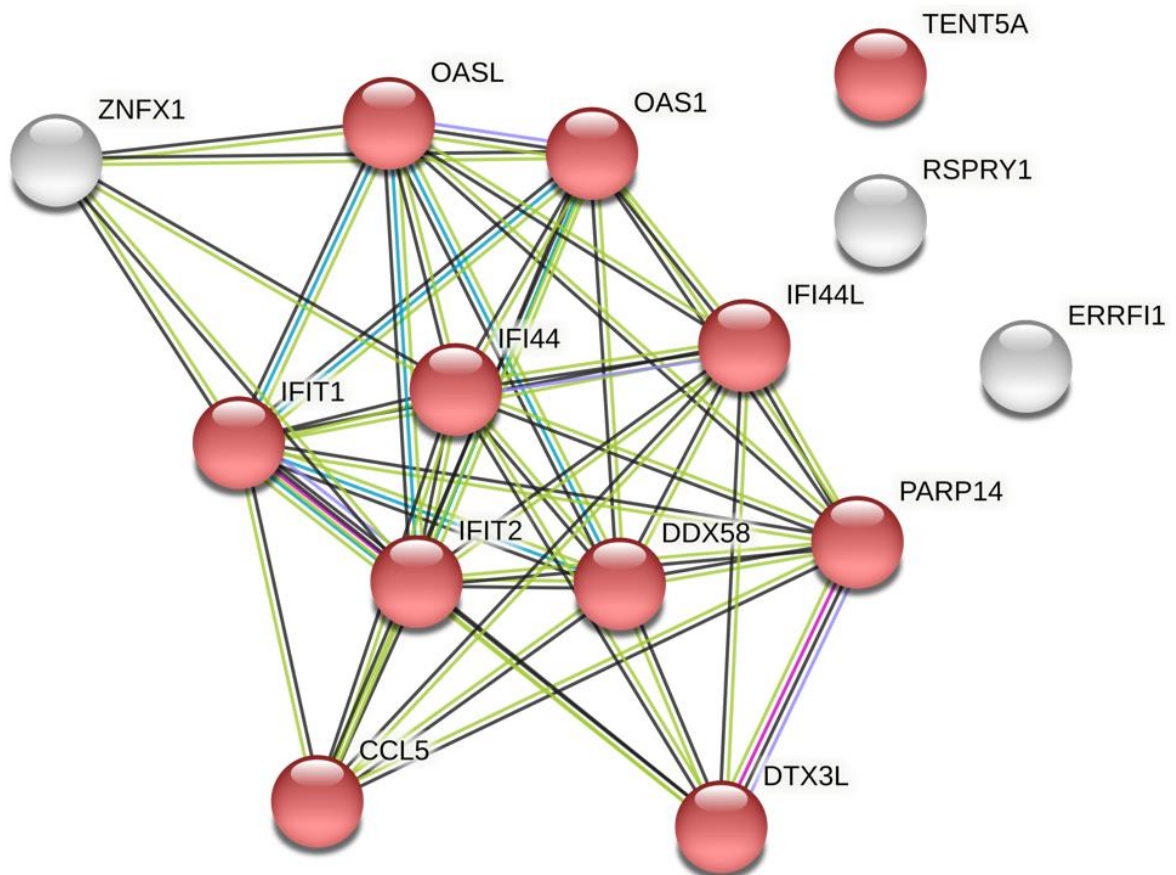 TENT5A
OASL
OAS1
ZNFX1
RSPRY1
IFI44L
ERRFI1
IFI44
IFIT1
PARP14
IFIT2
DDX58
CCL5
DTX3L